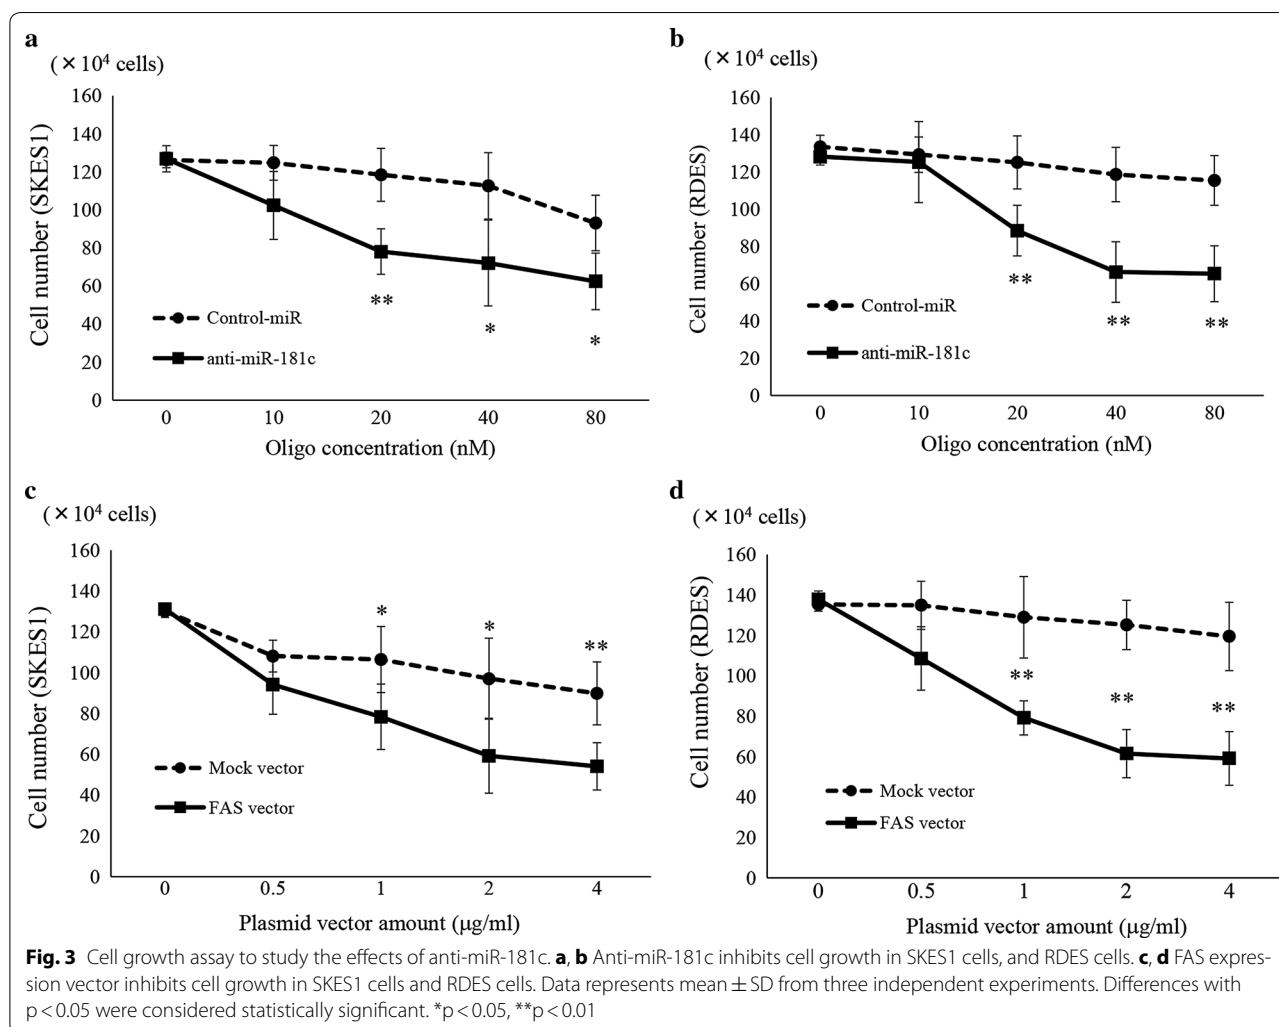 a
(×10⁴ cells)
Cell number (SKES1)
160
140
120
100
80
60
40
20
0
**
*
*
Control-miR
anti-miR-181c
0 10 20 40 80
Oligo concentration (nM)
b
(×10⁴ cells)
Cell number (RDES)
160
140
120
100
80
60
40
20
0
**
**
**
Control-miR
anti-miR-181c
0 10 20 40 80
Oligo concentration (nM)
c
(×10⁴ cells)
Cell number (SKES1)
160
140
120
100
80
60
40
20
0
*
*
**
Mock vector
FAS vector
0 0.5 1 2 4
Plasmid vector amount (μg/ml)
d
(×10⁴ cells)
Cell number (RDES)
160
140
120
100
80
60
40
20
0
**
**
**
Mock vector
FAS vector
0 0.5 1 2 4
Plasmid vector amount (μg/ml)
Fig. 3 Cell growth assay to study the effects of anti-miR-181c. a, b Anti-miR-181c inhibits cell growth in SKES1 cells, and RDES cells. c, d FAS expres-
sion vector inhibits cell growth in SKES1 cells and RDES cells. Data represents mean ± SD from three independent experiments. Differences with
p < 0.05 were considered statistically significant. *p < 0.05, **p < 0.01